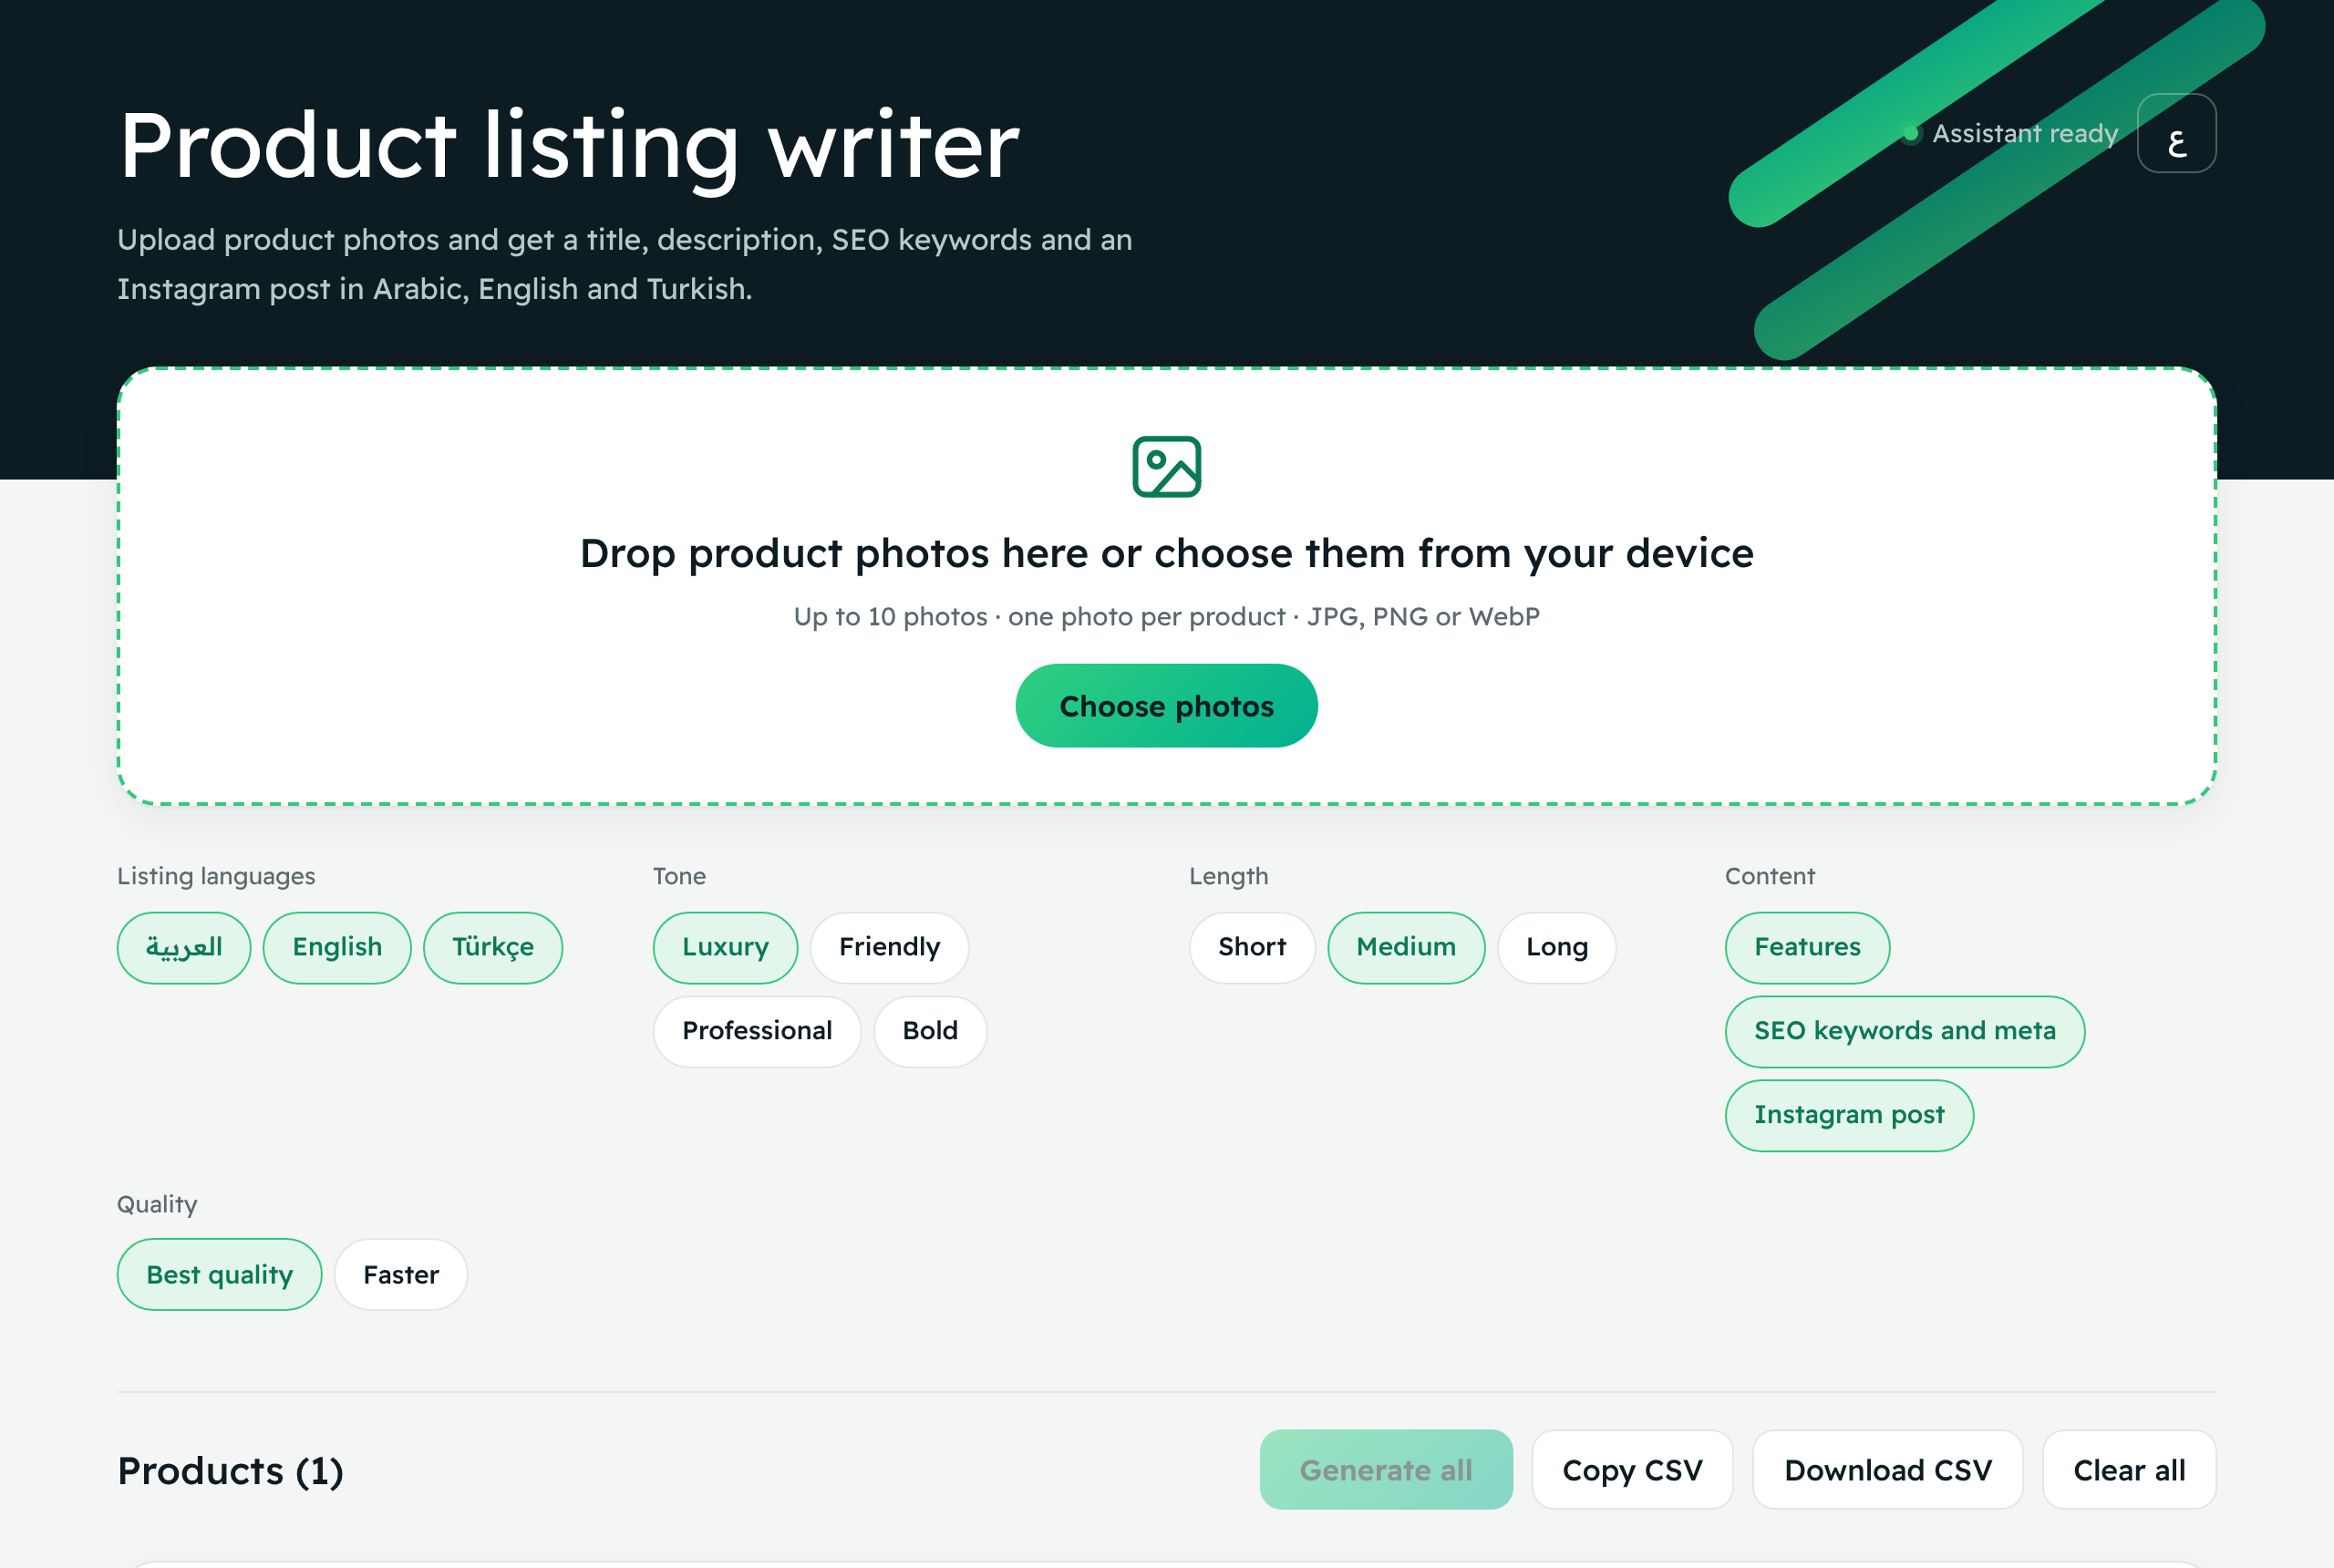 Product listing writer
Assistant ready
ع
Upload product photos and get a title, description, SEO keywords and an
Instagram post in Arabic, English and Turkish.
Drop product photos here or choose them from your device
Up to 10 photos · one photo per product · JPG, PNG or WebP
Choose photos
Listing languages
العربية English Türkçe
Tone
Luxury Friendly
Professional Bold
Length
Short Medium Long
Content
Features
SEO keywords and meta
Instagram post
Quality
Best quality Faster
Products (1)
Generate all Copy CSV Download CSV Clear all